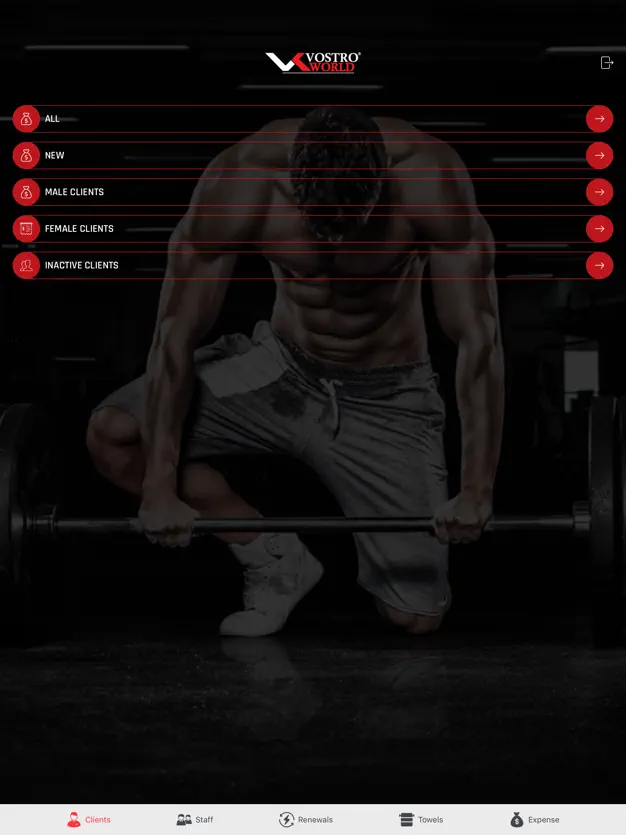 VOSTRO®
WORLD
ALL
NEW
MALE CLIENTS
FEMALE CLIENTS
INACTIVE CLIENTS
Clients
Staff
Renewals
Towels
Expense